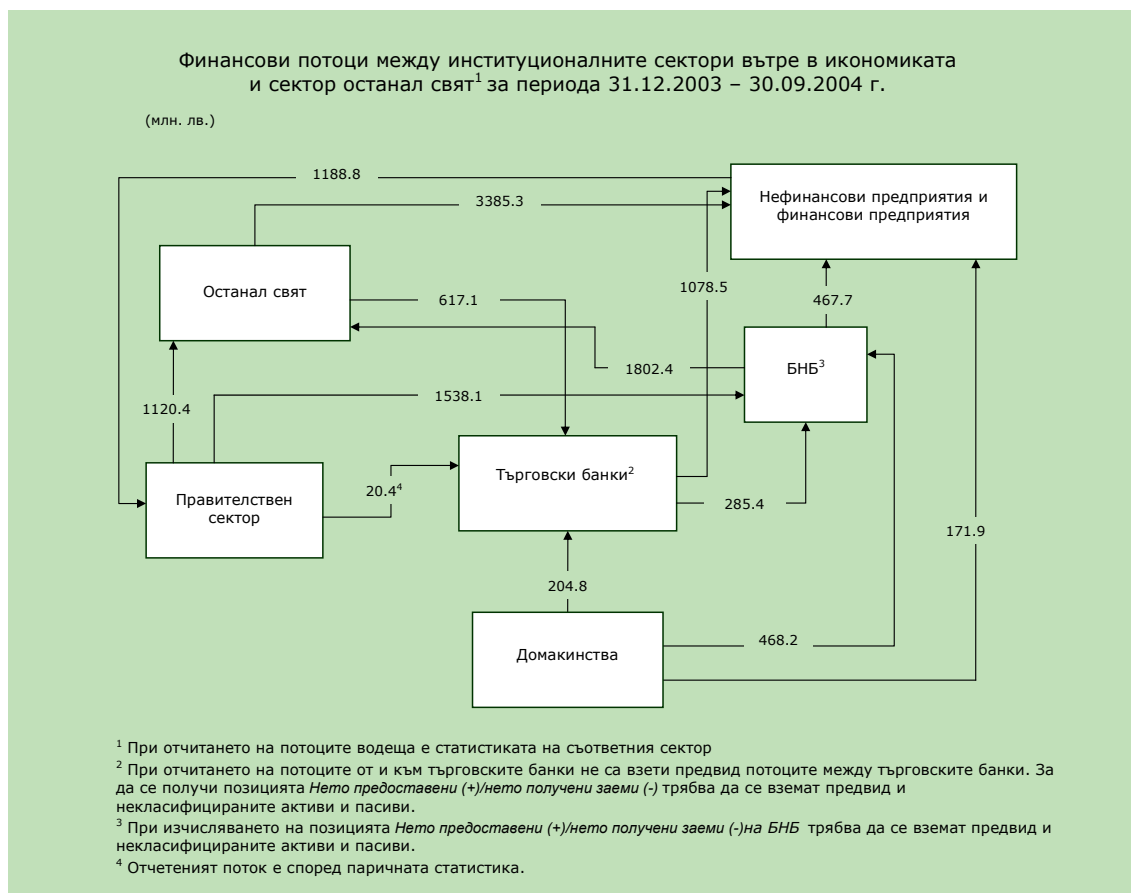 Финансови потоци между институционалните сектори вътре в икономиката
и сектор останал свят¹ за периода 31.12.2003 – 30.09.2004 г.
(млн. лв.)
1188.8
Нефинансови предприятия и
финансови предприятия
3385.3
Останал свят
617.1
1078.5
467.7
1802.4
БНБ³
1120.4
1538.1
Търговски банки²
Правителствен
сектор
20.4⁴
285.4
171.9
204.8
Домакинства
468.2
¹ При отчитането на потоците водеща е статистиката на съответния сектор
² При отчитането на потоците от и към търговските банки не са взети предвид потоците между търговските банки. За
да се получи позицията Нето предоставени (+)/нето получени заеми (-) трябва да се вземат предвид и
некласифицираните активи и пасиви.
³ При изчисляването на позицията Нето предоставени (+)/нето получени заеми (-)на БНБ трябва да се вземат предвид и
некласифицираните активи и пасиви.
⁴ Отчетеният поток е според паричната статистика.